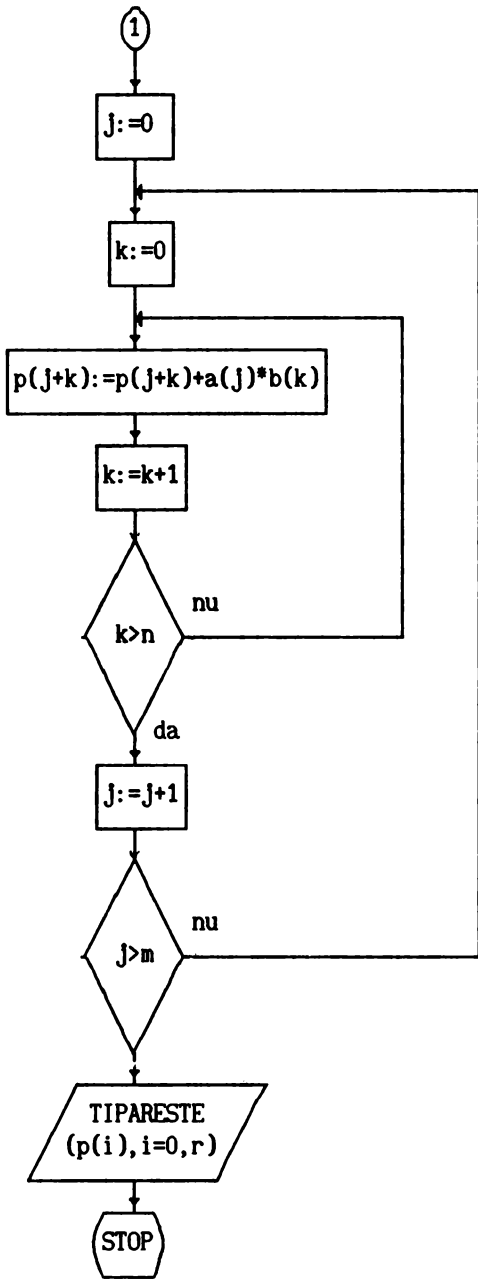 1
j:=0
k:=0
p(j+k):=p(j+k)+a(j)*b(k)
k:=k+1
nu
k>n
da
j:=j+1
nu
j>m
TIPARESTE
(p(i),i=0,r)
STOP